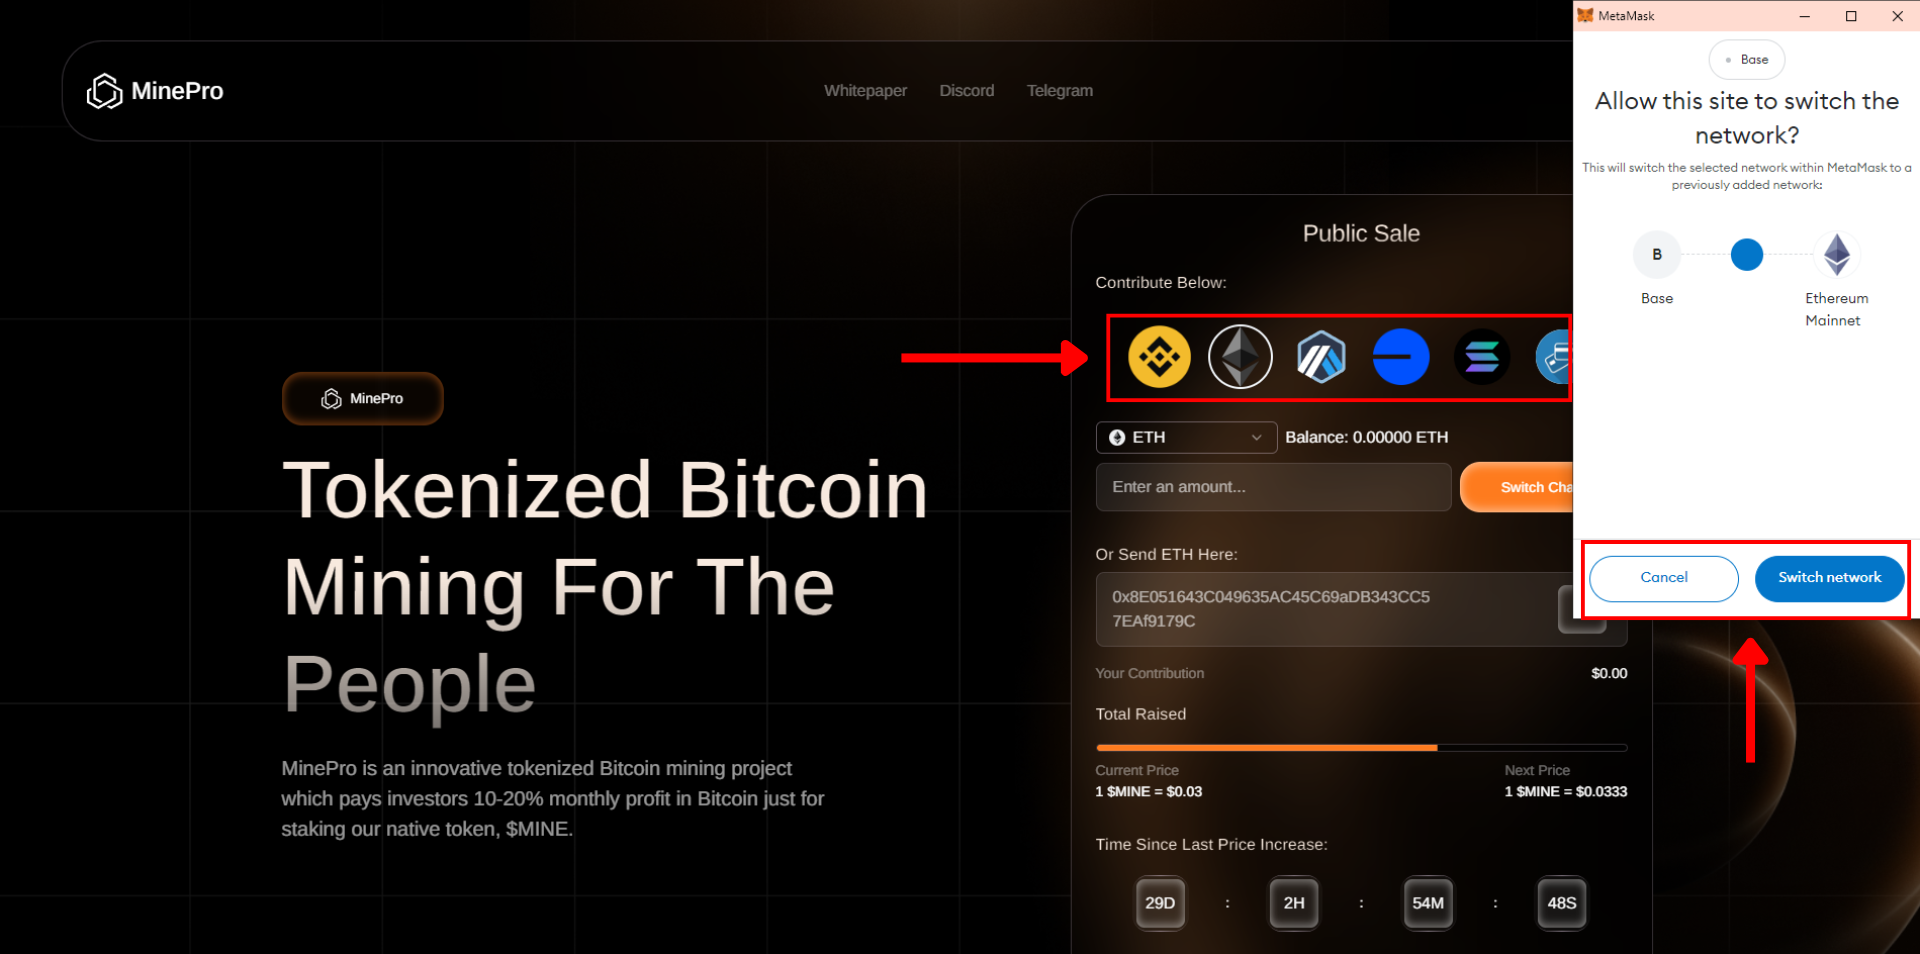 MinePro
Whitepaper Discord Telegram
MinePro
Tokenized Bitcoin
Mining For The
People
MinePro is an innovative tokenized Bitcoin mining project
which pays investors 10-20% monthly profit in Bitcoin just for
staking our native token, $MINE.
Public Sale
Contribute Below:
ETH
Balance: 0.00000 ETH
Enter an amount...
Switch Cha
Or Send ETH Here:
0x8E051643C049635AC45C69aDB343CC5
7EAf9179C
Your Contribution $0.00
Total Raised
Current Price Next Price
1 $MINE = $0.03 1 $MINE = $0.0333
Time Since Last Price Increase:
29D : 2H : 54M : 48S
MetaMask
Base
Allow this site to switch the
network?
This will switch the selected network within MetaMask to a
previously added network:
B
Base
Ethereum
Mainnet
Cancel
Switch network